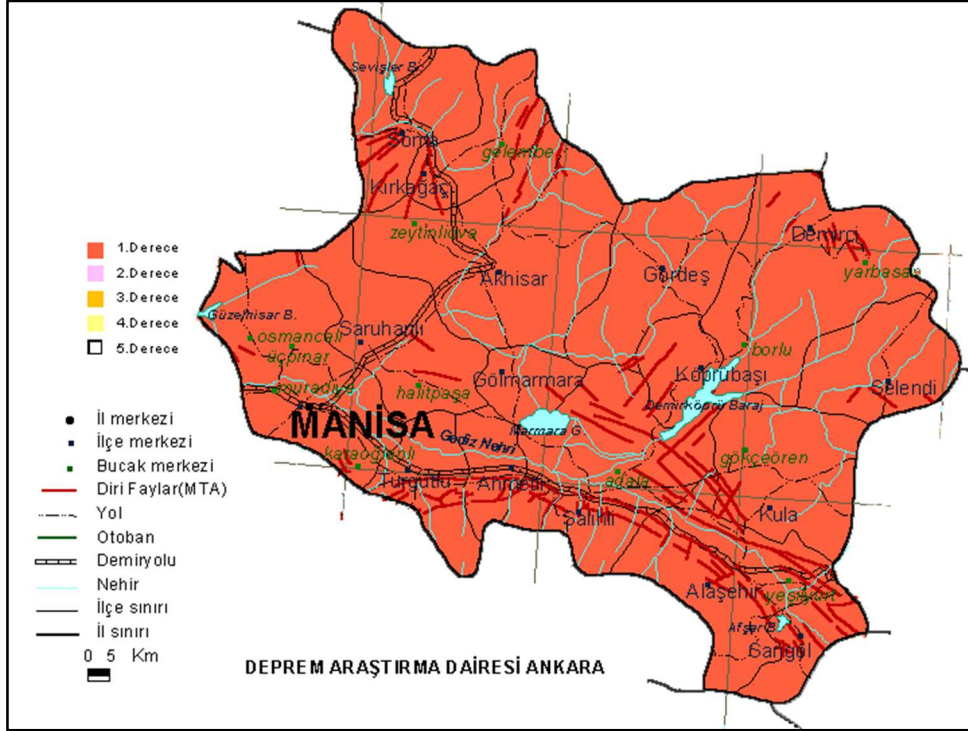 Sevişler B.
Soma
gelembe
Kırkağaç
zeytinliova
Demirci
yarbasan
Akhisar
Gördeş
1.Derece
2.Derece
3.Derece
4.Derece
5.Derece
Güzelhisar B.
osmancalı
Saruhanlı
üçpınar
borlu
Gölmarmara
Köprübaşı
Selendi
muradiye
halitpaşa
Demirköprü Baraj
MANİSA
Marmara G.
Gediz Nehri
gökçeören
Turgutlu
Ahmetli
adala
Salihli
Kula
Alaşehir
yeşilyurt
Afşar B.
Sarıgöl
İl merkezi
İlçe merkezi
Bucak merkezi
Diri Faylar(MTA)
Yol
Otoban
Demiryolu
Nehir
İlçe sınırı
İl sınırı
0 5 Km
DEPREM ARAŞTIRMA DAİRESİ ANKARA